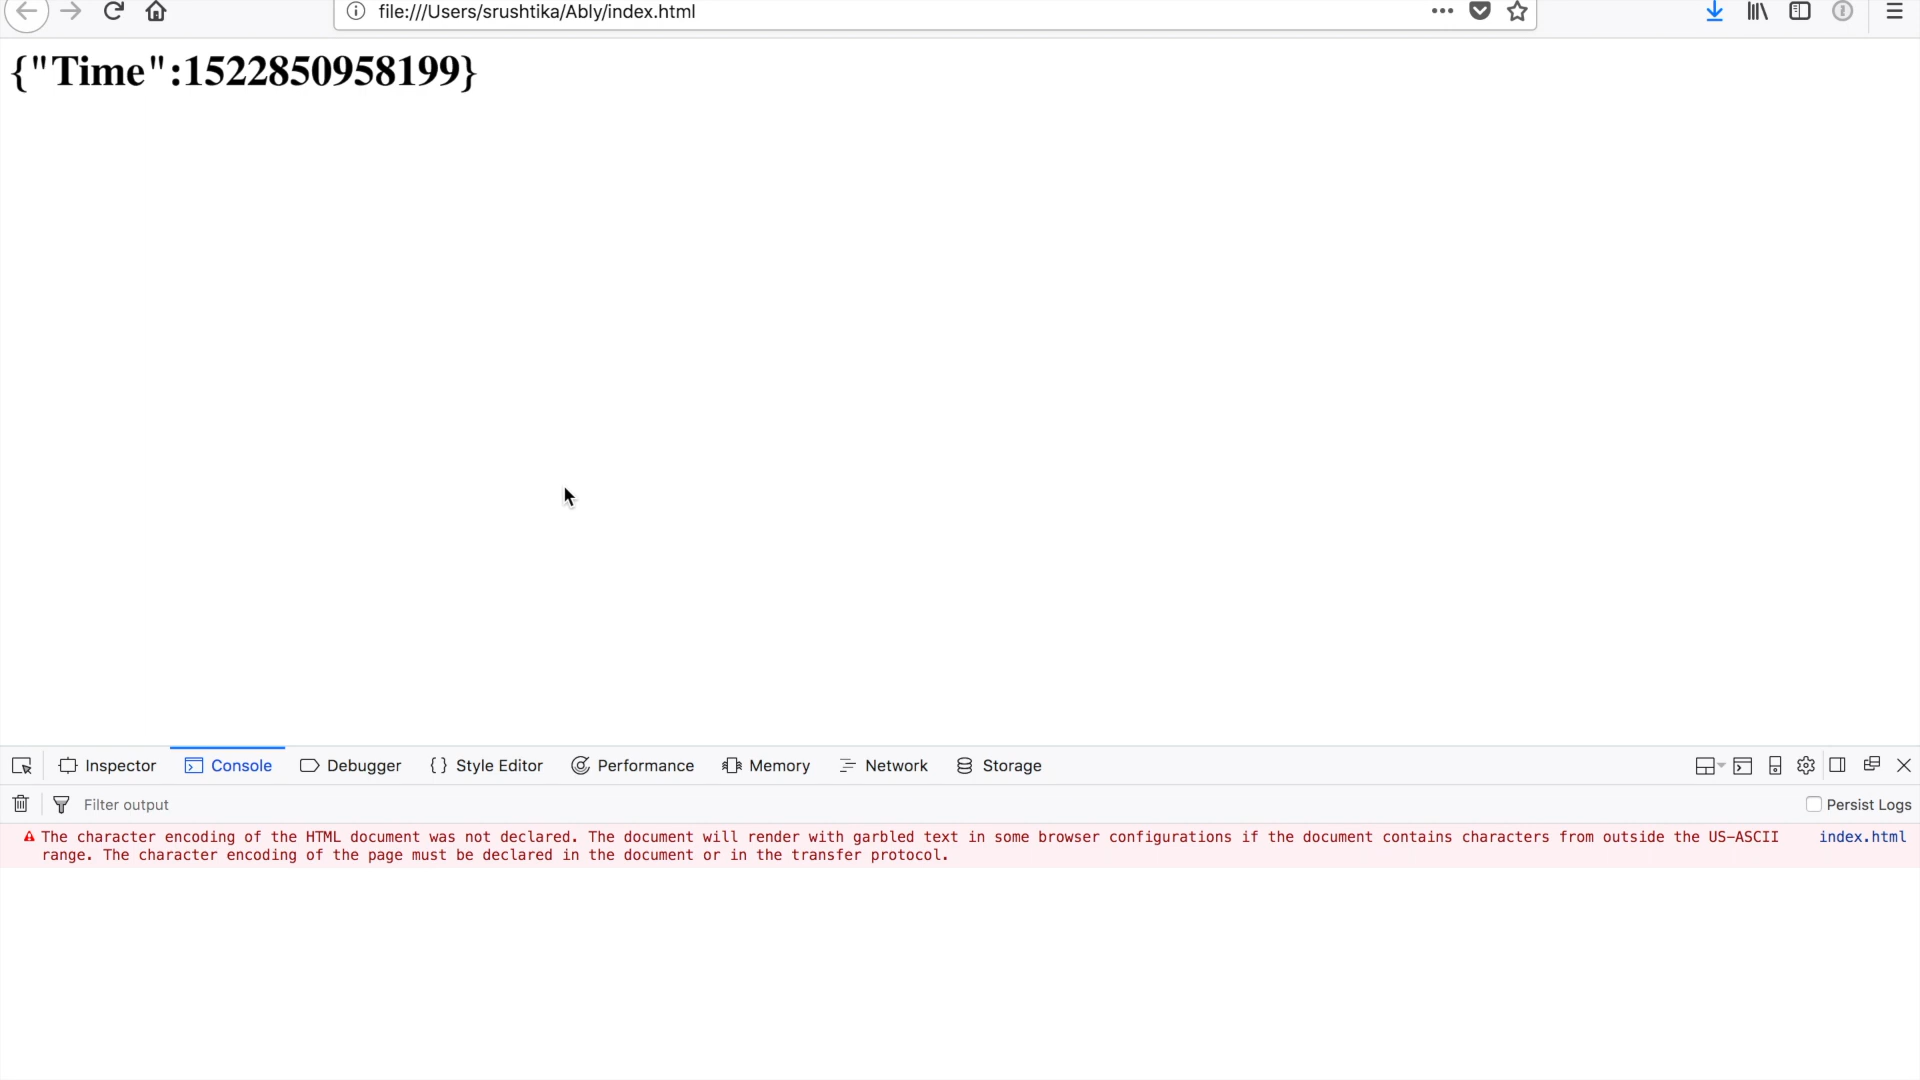 file:///Users/srushtika/Ably/index.html
{"Time":1522850958199}
Inspector Console Debugger Style Editor Performance Memory Network Storage
Filter output Persist Logs
The character encoding of the HTML document was not declared. The document will render with garbled text in some browser configurations if the document contains characters from outside the US-ASCII index.html
range. The character encoding of the page must be declared in the document or in the transfer protocol.